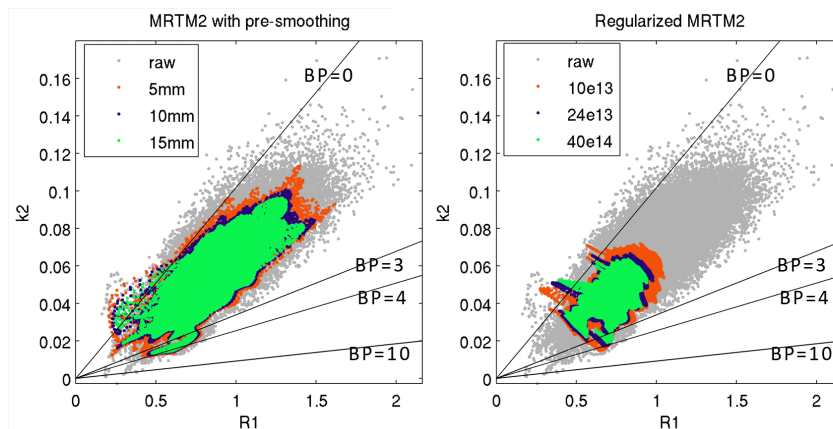 MRTM2 with pre-smoothing
raw
5mm
10mm
15mm
BP=0
BP=3
BP=4
BP=10
0.16
0.14
0.12
0.1
0.08
0.06
0.04
0.02
0
k2
0
0.5
1
1.5
2
R1
Regularized MRTM2
raw
10e13
24e13
40e14
BP=0
BP=3
BP=4
BP=10
0.16
0.14
0.12
0.1
0.08
0.06
0.04
0.02
0
k2
0
0.5
1
1.5
2
R1